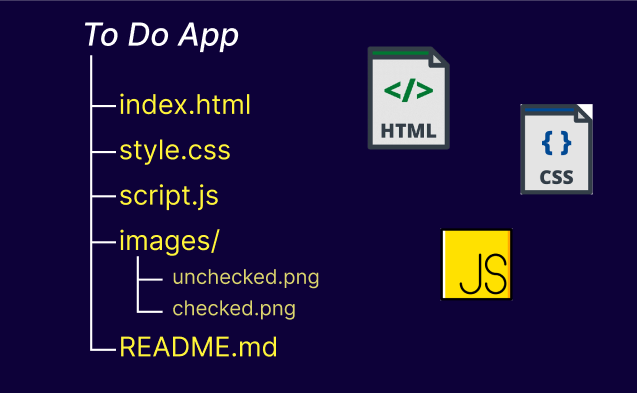 To Do App
index.html
style.css
script.js
images/
unchecked.png
checked.png
README.md
</>
HTML
{ }
CSS
JS